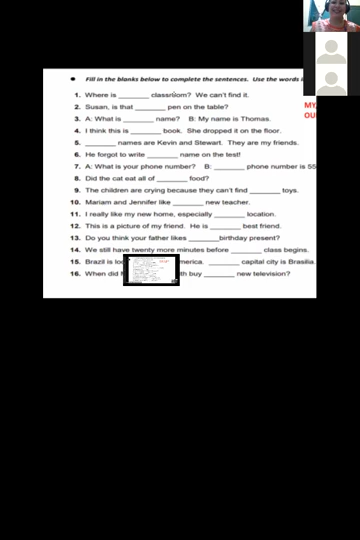 Fill in the blanks below to complete the sentences. Use the words i
MY,
OU
1. Where is ________ classroom? We can't find it.
2. Susan, is that ________ pen on the table?
3. A: What is ________ name? B: My name is Thomas.
4. I think this is ________ book. She dropped it on the floor.
5. ________ names are Kevin and Stewart. They are my friends.
6. He forgot to write ________ name on the test!
7. A: What is your phone number? B: ________ phone number is 55
8. Did the cat eat all of ________ food?
9. The children are crying because they can't find ________ toys.
10. Mariam and Jennifer like ________ new teacher.
11. I really like my new home, especially ________ location.
12. This is a picture of my friend. He is ________ best friend.
13. Do you think your father likes ________birthday present?
14. We still have twenty more minutes before ________ class begins.
15. Brazil is lo merica. ________ capital city is Brasilia.
16. When did th buy ________ new television?